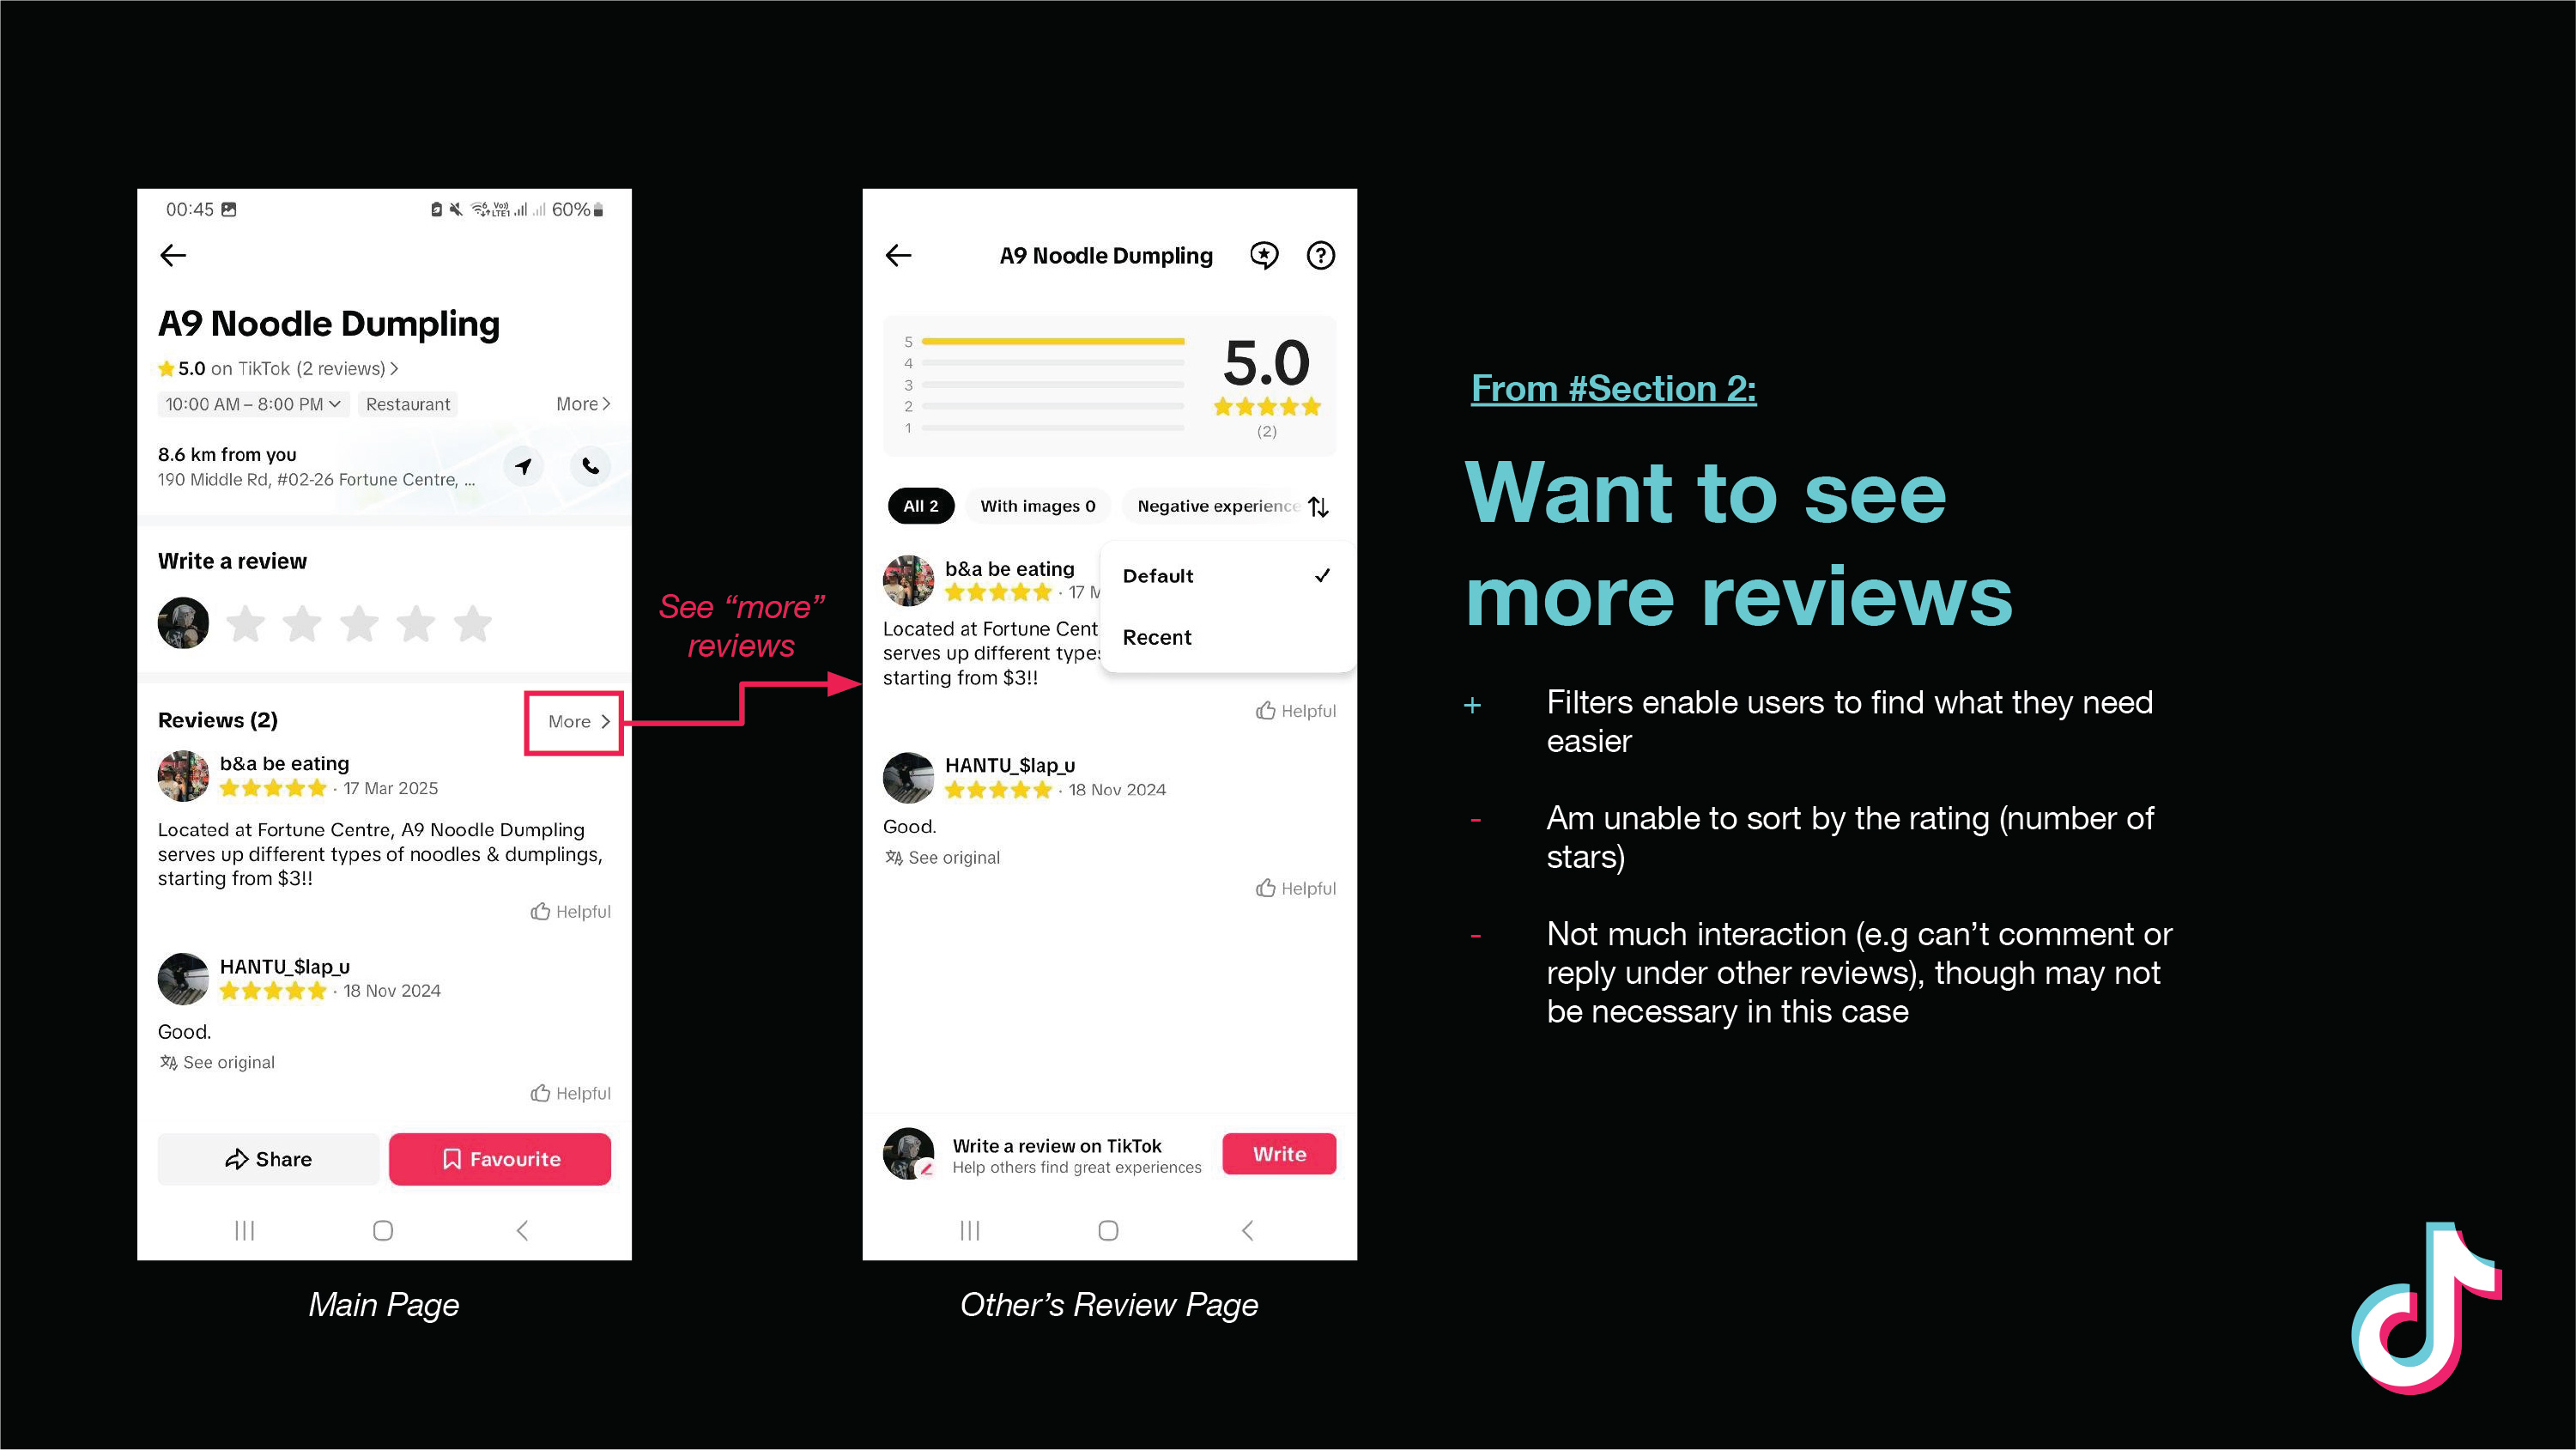 00:45
60%
A9 Noodle Dumpling
5.0 on TikTok (2 reviews) >
10:00 AM – 8:00 PM
Restaurant
More >
8.6 km from you
190 Middle Rd, #02-26 Fortune Centre, ...
Write a review
Reviews (2)
More >
b&a be eating
· 17 Mar 2025
Located at Fortune Centre, A9 Noodle Dumpling
serves up different types of noodles & dumplings,
starting from $3!!
Helpful
HANTU_$lap_u
· 18 Nov 2024
Good.
See original
Helpful
Share
Favourite
Main Page
See “more”
reviews
A9 Noodle Dumpling
5
4
3
2
1
5.0
(2)
All 2
With images 0
Negative experience
Default
Recent
b&a be eating
· 17 M
Located at Fortune Cent
serves up different types
starting from $3!!
Helpful
HANTU_$lap_u
· 18 Nov 2024
Good.
See original
Helpful
Write a review on TikTok
Help others find great experiences
Write
Other’s Review Page
From #Section 2:
Want to see
more reviews
+ Filters enable users to find what they need
easier
- Am unable to sort by the rating (number of
stars)
- Not much interaction (e.g can’t comment or
reply under other reviews), though may not
be necessary in this case